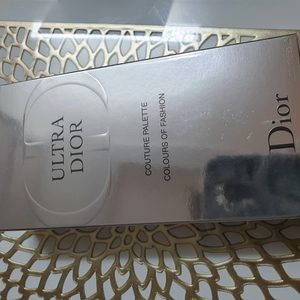 ULTRA
DIOR
COUTURE PALETTE
COLOURS OF FASHION
Dior